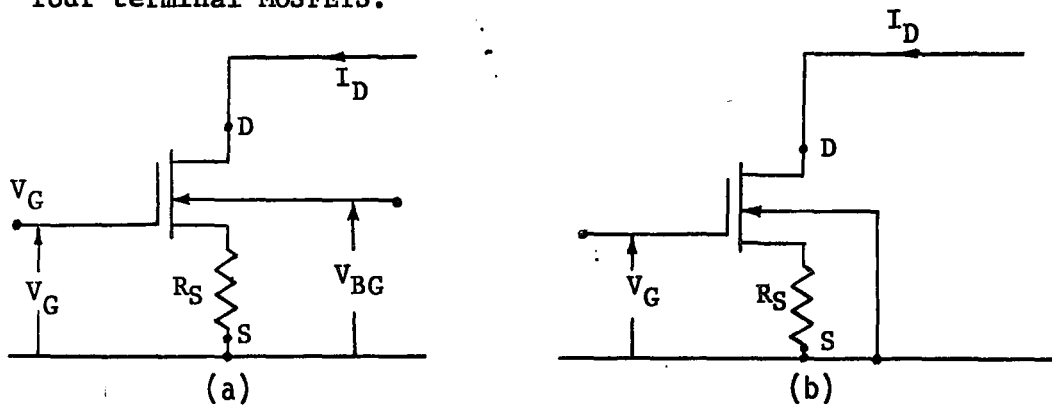 four terminal MOSFETS.
I_D
D
V_G
V_G
R_S
V_BG
S
(a)
I_D
D
V_G
R_S
S
(b)